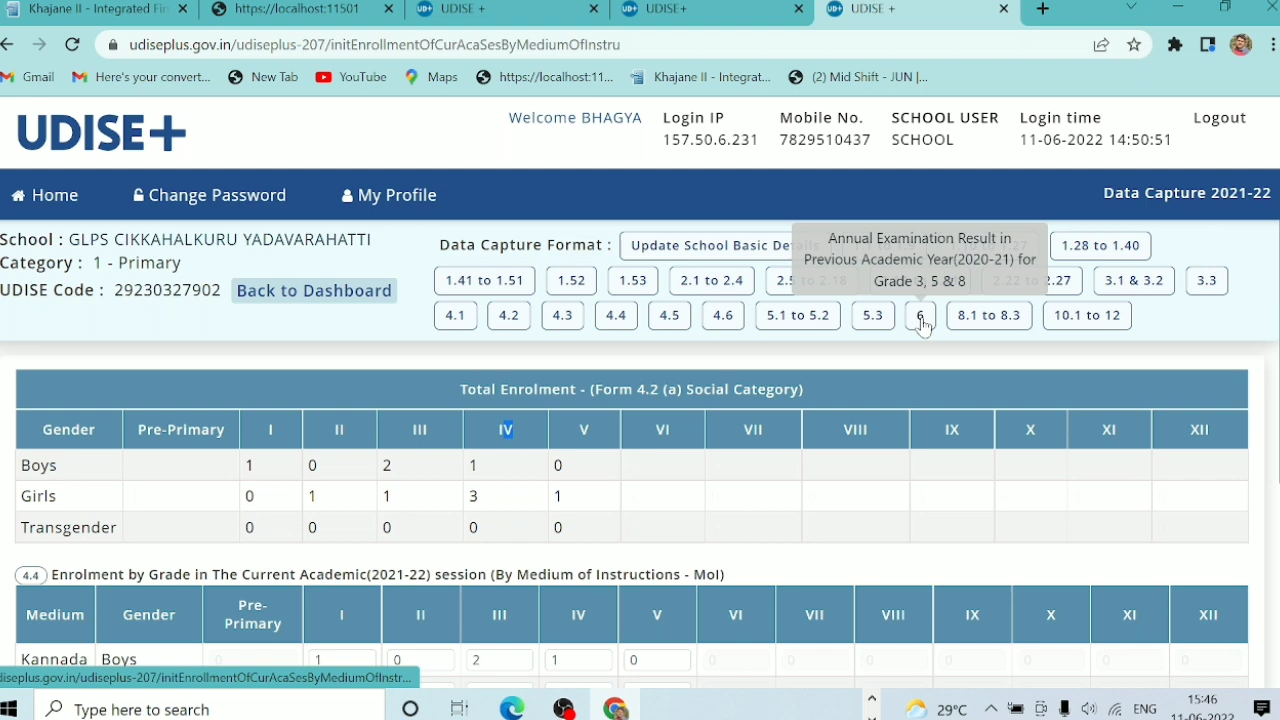 Khajane II - Integrated Fin
https://localhost:11501
UDISE +
UDISE+
UDISE +
udiseplus.gov.in/udiseplus-207/initEnrollmentOfCurAcaSesByMediumOfInstru
Gmail
Here's your convert...
New Tab
YouTube
Maps
https://localhost:11...
Khajane II - Integrat...
(2) Mid Shift - JUN |...
UDISE+
Welcome BHAGYA
Login IP
157.50.6.231
Mobile No.
7829510437
SCHOOL USER
SCHOOL
Login time
11-06-2022 14:50:51
Logout
Home
Change Password
My Profile
Data Capture 2021-22
School : GLPS CIKKAHALKURU YADAVARAHATTI
Category : 1 - Primary
UDISE Code : 29230327902 Back to Dashboard
Data Capture Format : Update School Basic Details 1.28 to 1.40
Annual Examination Result in
Previous Academic Year(2020-21) for
Grade 3, 5 & 8
1.41 to 1.51 1.52 1.53 2.1 to 2.4 3.1 & 3.2 3.3
4.1 4.2 4.3 4.4 4.5 4.6 5.1 to 5.2 5.3 6 8.1 to 8.3 10.1 to 12
Total Enrolment - (Form 4.2 (a) Social Category)
Gender Pre-Primary I II III IV V VI VII VIII IX X XI XII
Boys 1 0 2 1 0
Girls 0 1 1 3 1
Transgender 0 0 0 0 0
4.4 Enrolment by Grade in The Current Academic(2021-22) session (By Medium of Instructions - MoI)
Medium Gender Pre-Primary I II III IV V VI VII VIII IX X XI XII
Kannada Boys 0 1 0 2 1 0 0 0 0 0 0 0 0
diseplus.gov.in/udiseplus-207/initEnrollmentOfCurAcaSesByMediumOfInstr...
Type here to search
29°C
ENG
15:46
11-06-2022